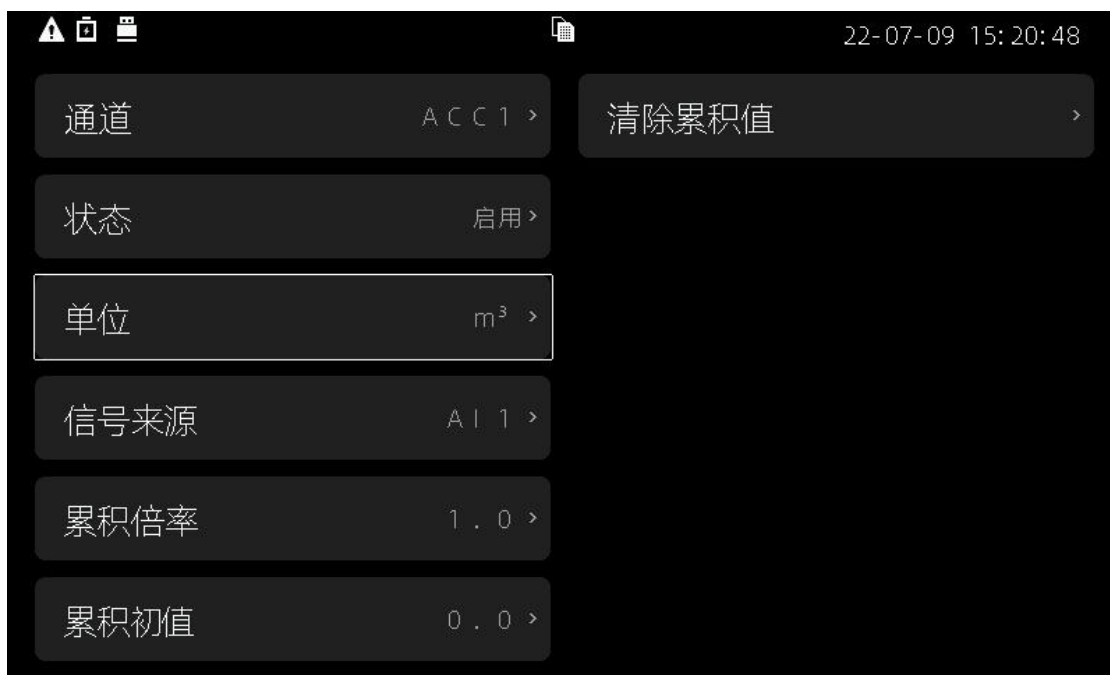 22-07-09 15:20:48
通道 ACC1 >
清除累积值 >
状态 启用 >
单位 m³ >
信号来源 AI1 >
累积倍率 1.0 >
累积初值 0.0 >